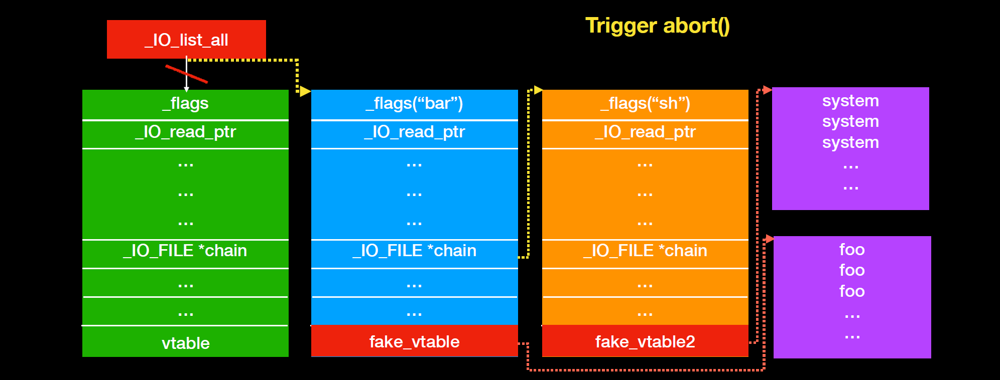 Trigger abort()
_IO_list_all
_flags
_IO_read_ptr
...
...
...
_IO_FILE *chain
...
...
vtable
_flags(“bar”)
_IO_read_ptr
...
...
...
_IO_FILE *chain
...
...
fake_vtable
_flags(“sh”)
_IO_read_ptr
...
...
...
_IO_FILE *chain
...
...
fake_vtable2
system
system
system
...
...
foo
foo
foo
...
...